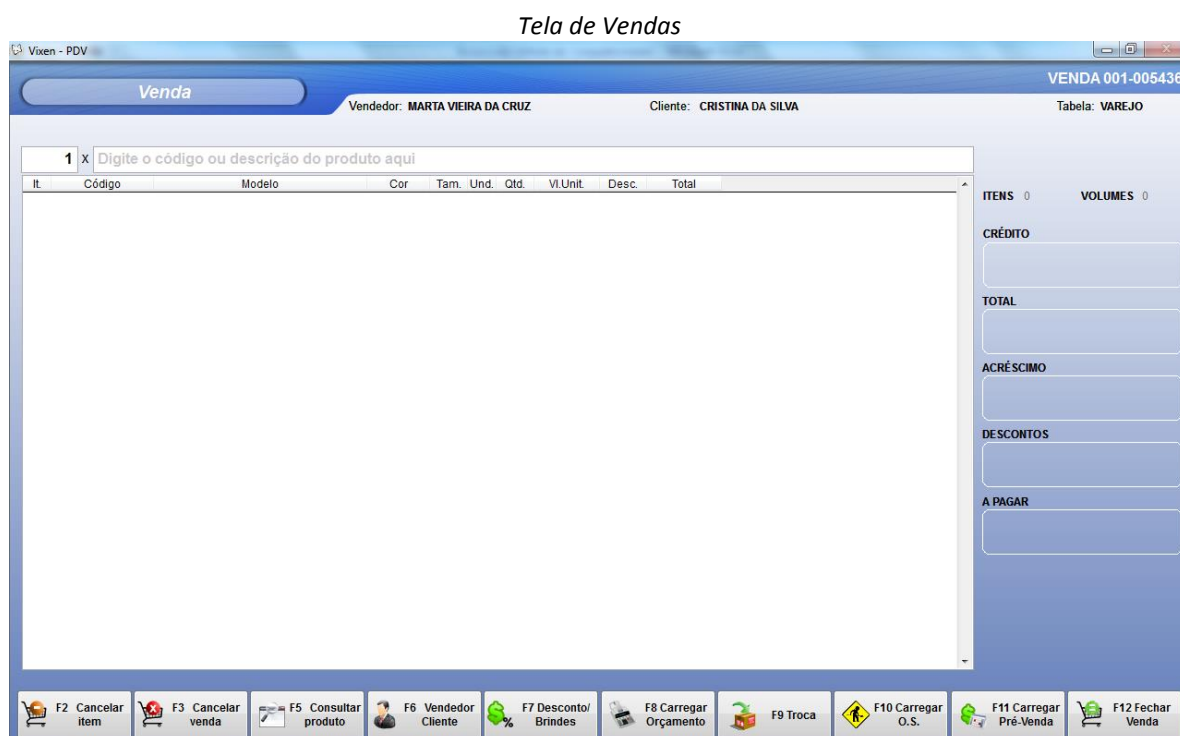 Tela de Vendas
Vixen - PDV
VENDA 001-005436
Venda
Vendedor: MARTA VIEIRA DA CRUZ Cliente: CRISTINA DA SILVA Tabela: VAREJO
1 X Digite o código ou descrição do produto aqui
It. Código Modelo Cor Tam. Und. Qtd. Vl.Unit. Desc. Total
ITENS 0 VOLUMES 0
CRÉDITO
TOTAL
ACRÉSCIMO
DESCONTOS
A PAGAR
F2 Cancelar item
F3 Cancelar venda
F5 Consultar produto
F6 Vendedor Cliente
F7 Desconto/ Brindes
F8 Carregar Orçamento
F9 Troca
F10 Carregar O.S.
F11 Carregar Pré-Venda
F12 Fechar Venda